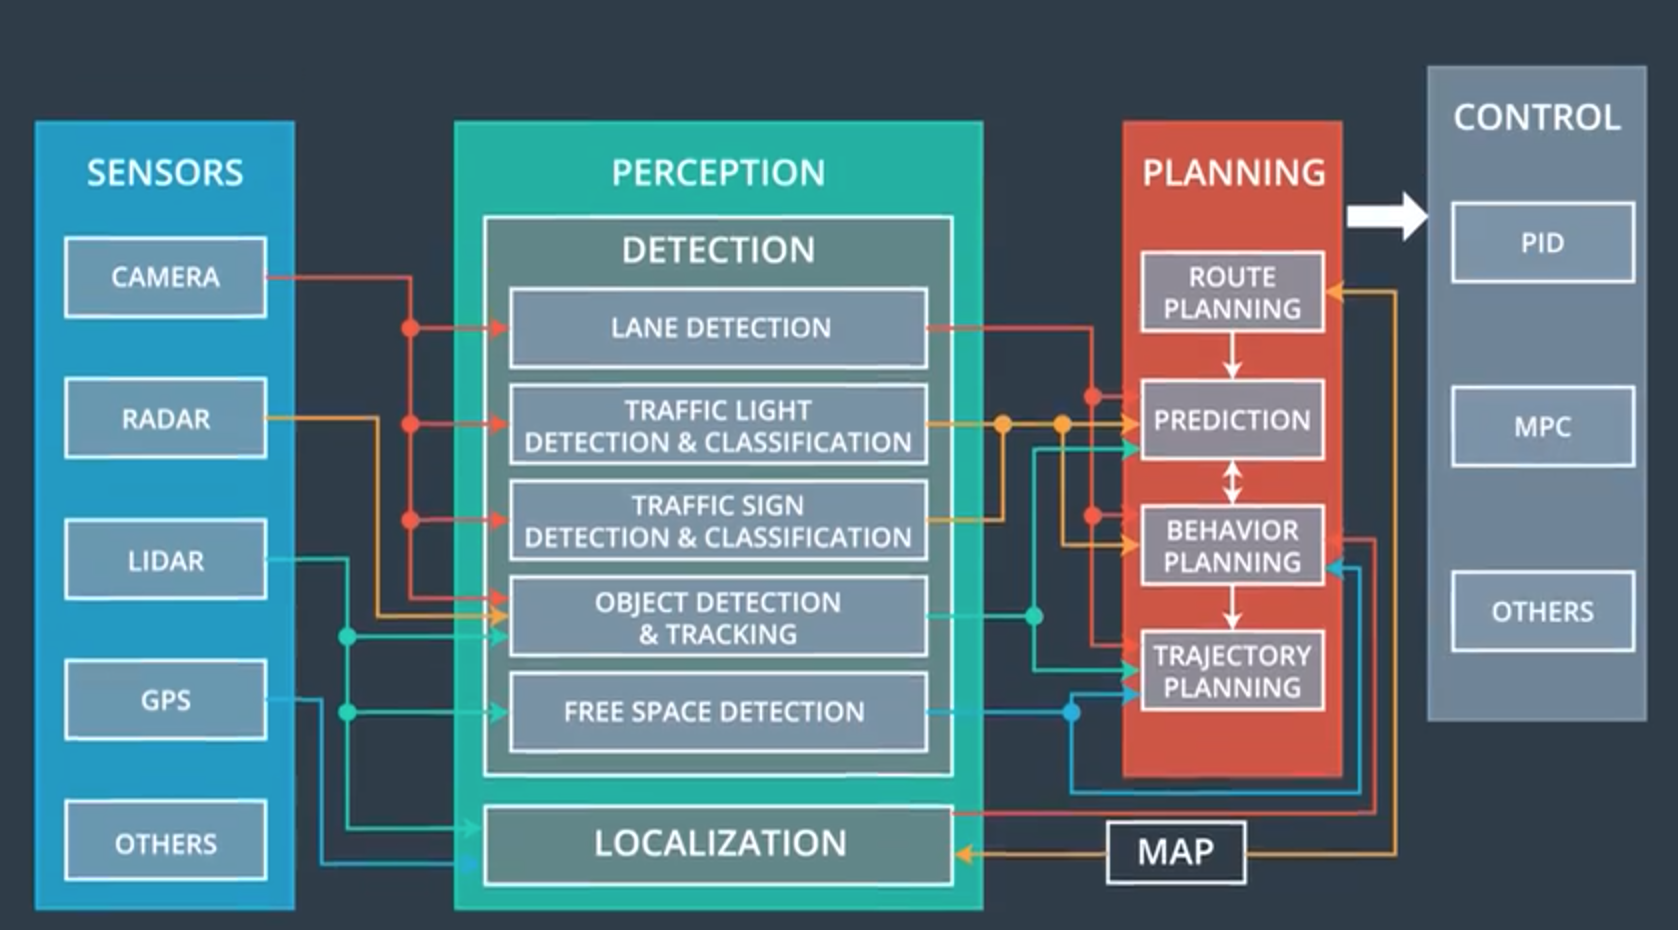 SENSORS
CAMERA
RADAR
LIDAR
GPS
OTHERS
PERCEPTION
DETECTION
LANE DETECTION
TRAFFIC LIGHT
DETECTION & CLASSIFICATION
TRAFFIC SIGN
DETECTION & CLASSIFICATION
OBJECT DETECTION
& TRACKING
FREE SPACE DETECTION
LOCALIZATION
PLANNING
ROUTE
PLANNING
PREDICTION
BEHAVIOR
PLANNING
TRAJECTORY
PLANNING
MAP
CONTROL
PID
MPC
OTHERS